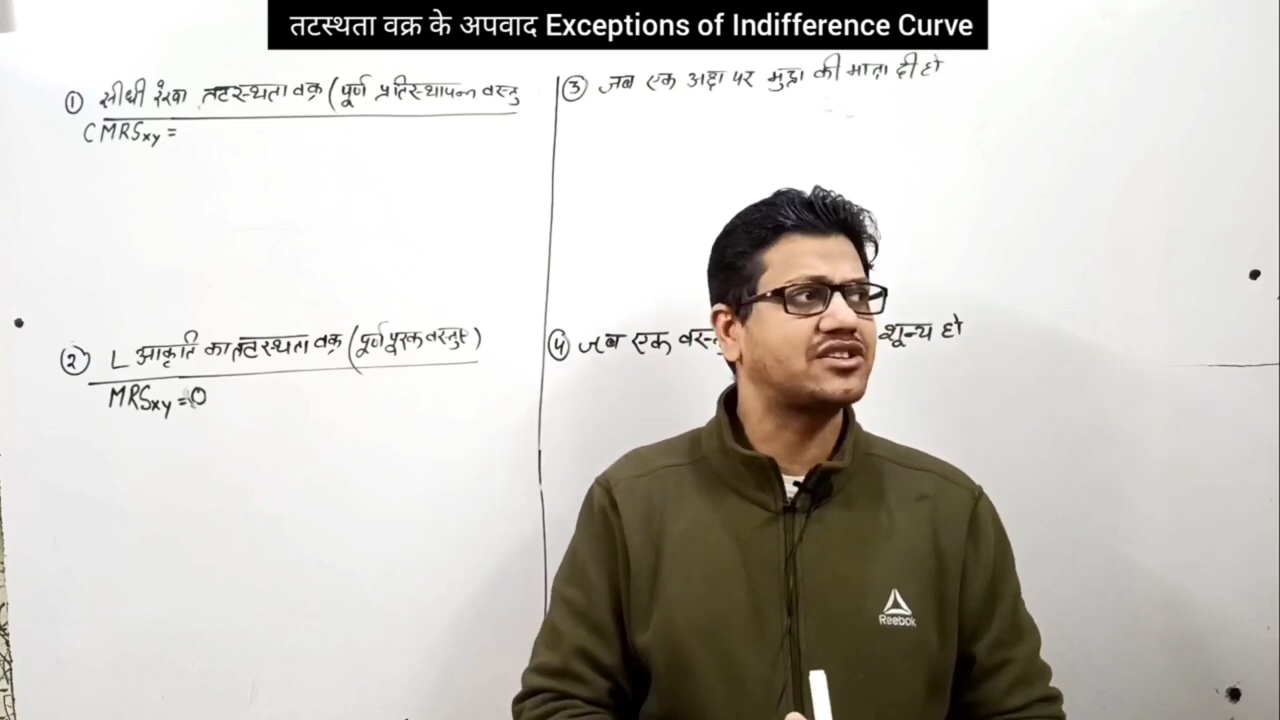 तटस्थता वक्र के अपवाद Exceptions of Indifference Curve
① सीधी रेखा तटस्थता वक्र (पूर्ण प्रतिस्थापन्न वस्तु
CMRSxy =
② L आकृति का तटस्थता वक्र (पूर्ण पूरक वस्तुएं)
MRSxy = 0
③ जब एक अक्ष पर मुद्रा की मात्रा दी हो
④ जब एक शून्य हो
Reebok